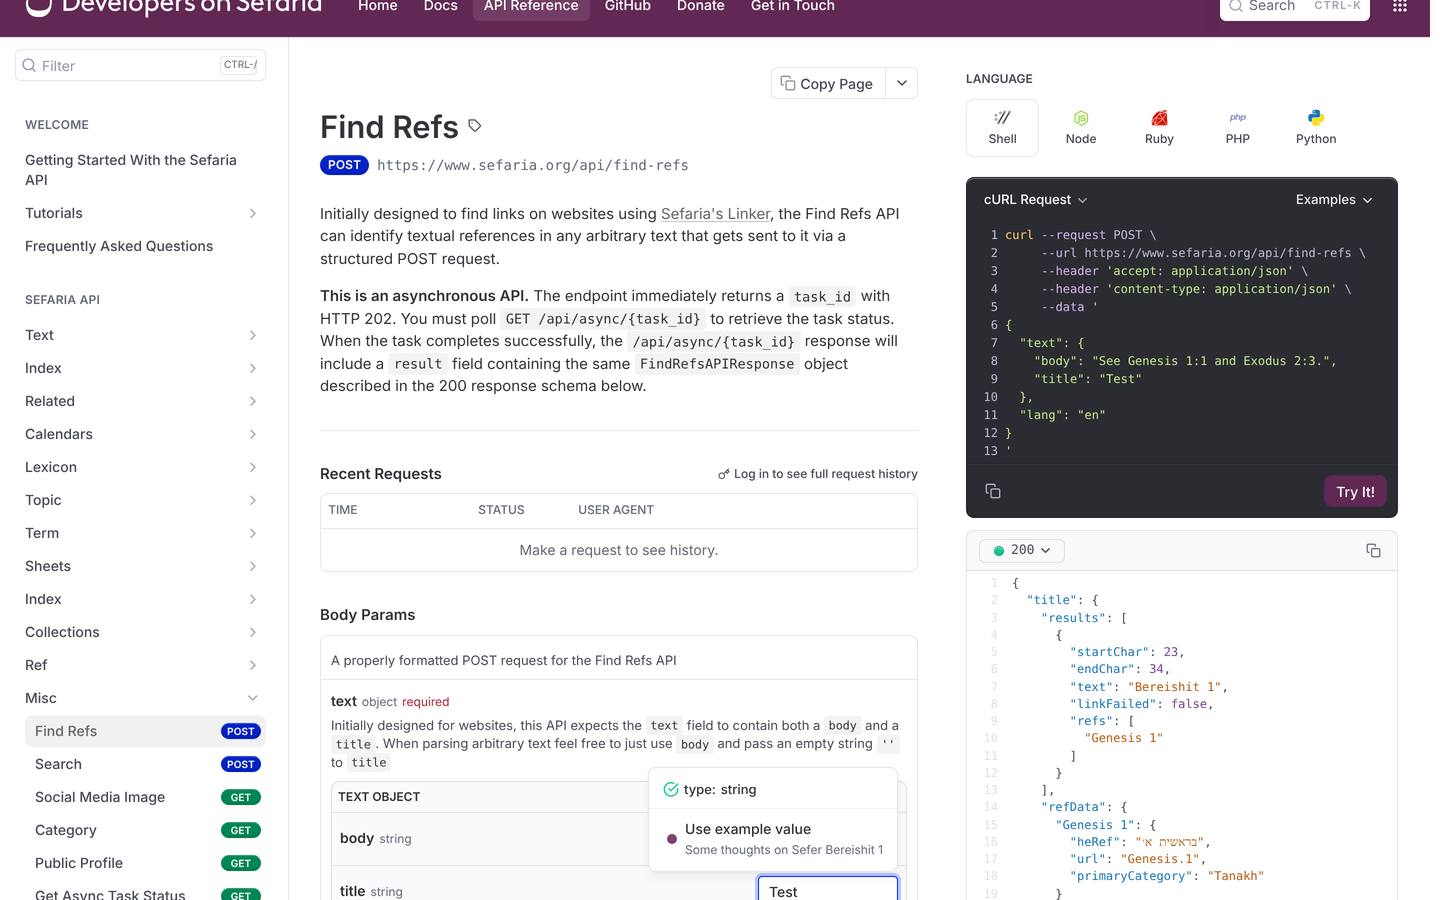 Developers on Sefaria
Home
Docs
API Reference
GitHub
Donate
Get in Touch
Search
CTRL-K
Filter
CTRL-/
WELCOME
Getting Started With the Sefaria
API
Tutorials
Frequently Asked Questions
SEFARIA API
Text
Index
Related
Calendars
Lexicon
Topic
Term
Sheets
Index
Collections
Ref
Misc
Find Refs POST
Search POST
Social Media Image GET
Category GET
Public Profile GET
Get Async Task Status GET
Copy Page
Find Refs
POST https://www.sefaria.org/api/find-refs
Initially designed to find links on websites using Sefaria's Linker, the Find Refs API
can identify textual references in any arbitrary text that gets sent to it via a
structured POST request.
This is an asynchronous API. The endpoint immediately returns a task_id with
HTTP 202. You must poll GET /api/async/{task_id} to retrieve the task status.
When the task completes successfully, the /api/async/{task_id} response will
include a result field containing the same FindRefsAPIResponse object
described in the 200 response schema below.
Recent Requests
Log in to see full request history
TIME STATUS USER AGENT
Make a request to see history.
Body Params
A properly formatted POST request for the Find Refs API
text object required
Initially designed for websites, this API expects the text field to contain both a body and a
title . When parsing arbitrary text feel free to just use body and pass an empty string ''
to title
TEXT OBJECT
body string
title string
type: string
Use example value
Some thoughts on Sefer Bereishit 1
Test
LANGUAGE
Shell
Node
Ruby
php
PHP
Python
cURL Request
Examples
1 curl --request POST \
2 --url https://www.sefaria.org/api/find-refs \
3 --header 'accept: application/json' \
4 --header 'content-type: application/json' \
5 --data '
6 {
7 "text": {
8 "body": "See Genesis 1:1 and Exodus 2:3.",
9 "title": "Test"
10 },
11 "lang": "en"
12 }
13 '
Try It!
200
1 {
2 "title": {
3 "results": [
4 {
5 "startChar": 23,
6 "endChar": 34,
7 "text": "Bereishit 1",
8 "linkFailed": false,
9 "refs": [
10 "Genesis 1"
11 ]
12 }
13 ],
14 "refData": {
15 "Genesis 1": {
16 "heRef": "בראשית א׳",
17 "url": "Genesis.1",
18 "primaryCategory": "Tanakh"
19 }